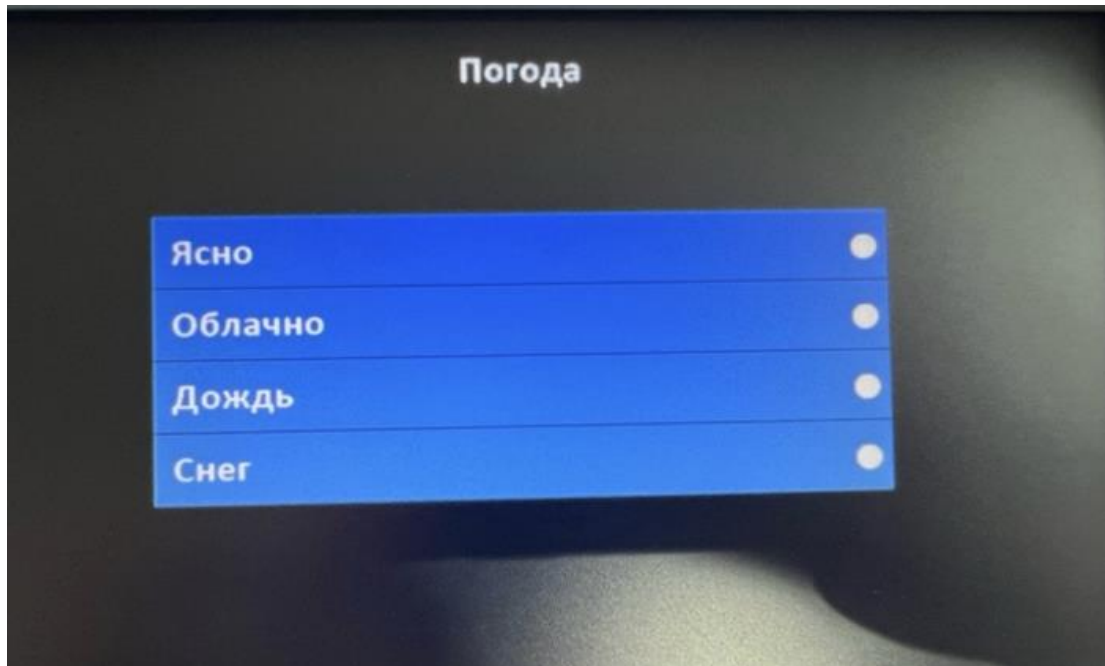 Погода
Ясно
Облачно
Дождь
Снег